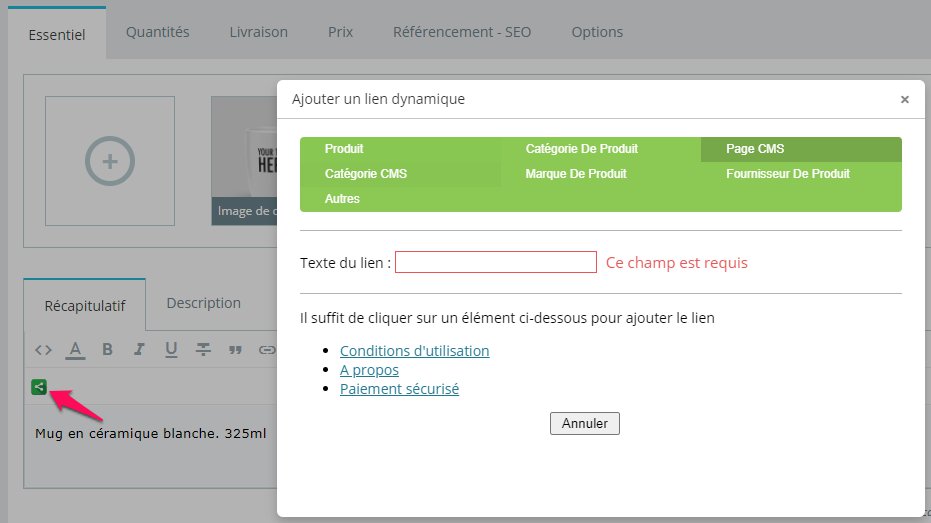 Essentiel Quantités Livraison Prix Référencement - SEO Options
Ajouter un lien dynamique ×
Produit Catégorie De Produit Page CMS
Catégorie CMS Marque De Produit Fournisseur De Produit
Autres
YOUR
HER
Image de
Texte du lien : Ce champ est requis
Récapitulatif Description
Il suffit de cliquer sur un élément ci-dessous pour ajouter le lien
Conditions d'utilisation
A propos
Paiement sécurisé
Annuler
Mug en céramique blanche. 325ml